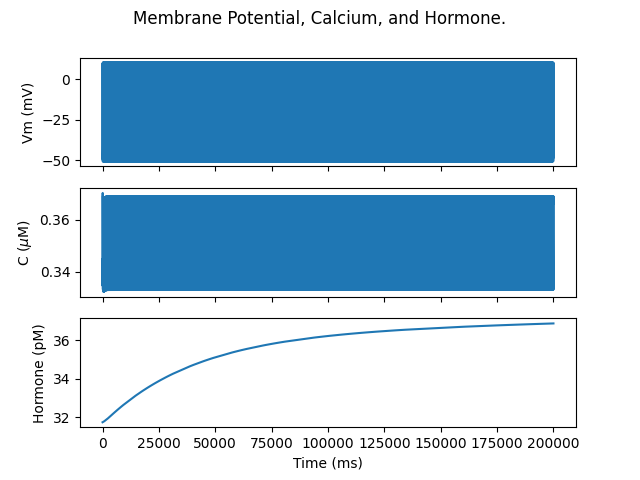 Membrane Potential, Calcium, and Hormone.
Vm (mV)
0
−25
−50
C (μM)
0.36
0.34
Hormone (pM)
36
34
32
0 25000 50000 75000 100000 125000 150000 175000 200000
Time (ms)